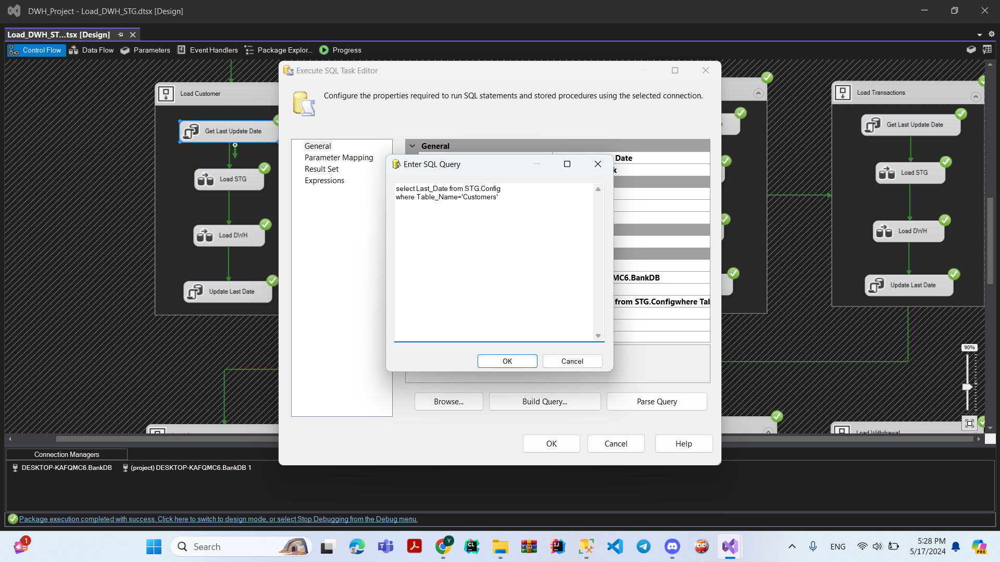 DWH_Project - Load_DWH_STG.dtsx [Design]
Load_DWH_ST...tsx [Design]
Control Flow
Data Flow
Parameters
Event Handlers
Package Explor...
Progress
Execute SQL Task Editor
Configure the properties required to run SQL statements and stored procedures using the selected connection.
Load Customer
Get Last Update Date
Load STG
Load DWH
Update Last Date
General
Parameter Mapping
Result Set
Expressions
General
Date
k
MC6.BankDB
from STG.Configwhere Tal
Enter SQL Query
select Last_Date from STG.Config
where Table_Name='Customers'
OK
Cancel
Browse...
Build Query...
Parse Query
OK
Cancel
Help
Load Transactions
Get Last Update Date
Load STG
Load DWH
Update Last Date
90%
Load Withdrawal
Connection Managers
DESKTOP-KAFQMC6.BankDB
(project) DESKTOP-KAFQMC6.BankDB 1
Package execution completed with success. Click here to switch to design mode, or select Stop Debugging from the Debug menu.
1
Search
Y
CL
IJ
ENG
5:28 PM
5/17/2024
PRE